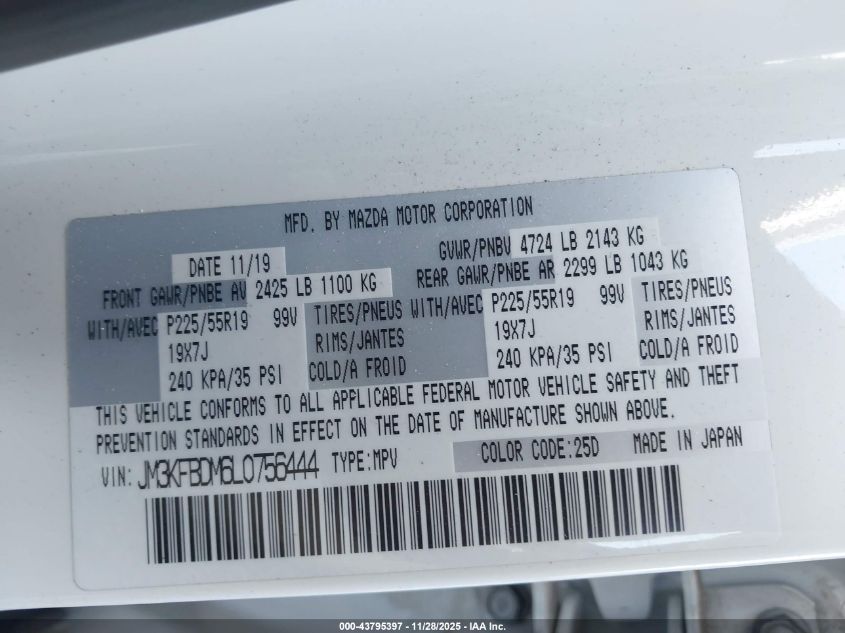 MFD. BY MAZDA MOTOR CORPORATION
DATE 11/19 GVWR/PNBV 4724 LB 2143 KG
FRONT GAWR/PNBE AV 2425 LB 1100 KG REAR GAWR/PNBE AR 2299 LB 1043 KG
WITH/AVEC P225/55R19 99V TIRES/PNEUS WITH/AVEC P225/55R19 99V TIRES/PNEUS
19X7J RIMS/JANTES 19X7J RIMS/JANTES
240 KPA/35 PSI COLD/A FROID 240 KPA/35 PSI COLD/A FROID
THIS VEHICLE CONFORMS TO ALL APPLICABLE FEDERAL MOTOR VEHICLE SAFETY AND THEFT
PREVENTION STANDARDS IN EFFECT ON THE DATE OF MANUFACTURE SHOWN ABOVE.
VIN: JM3KFBDM6L0756444 TYPE:MPV COLOR CODE:25D MADE IN JAPAN
000-43795397 - 11/28/2025 - IAA Inc.